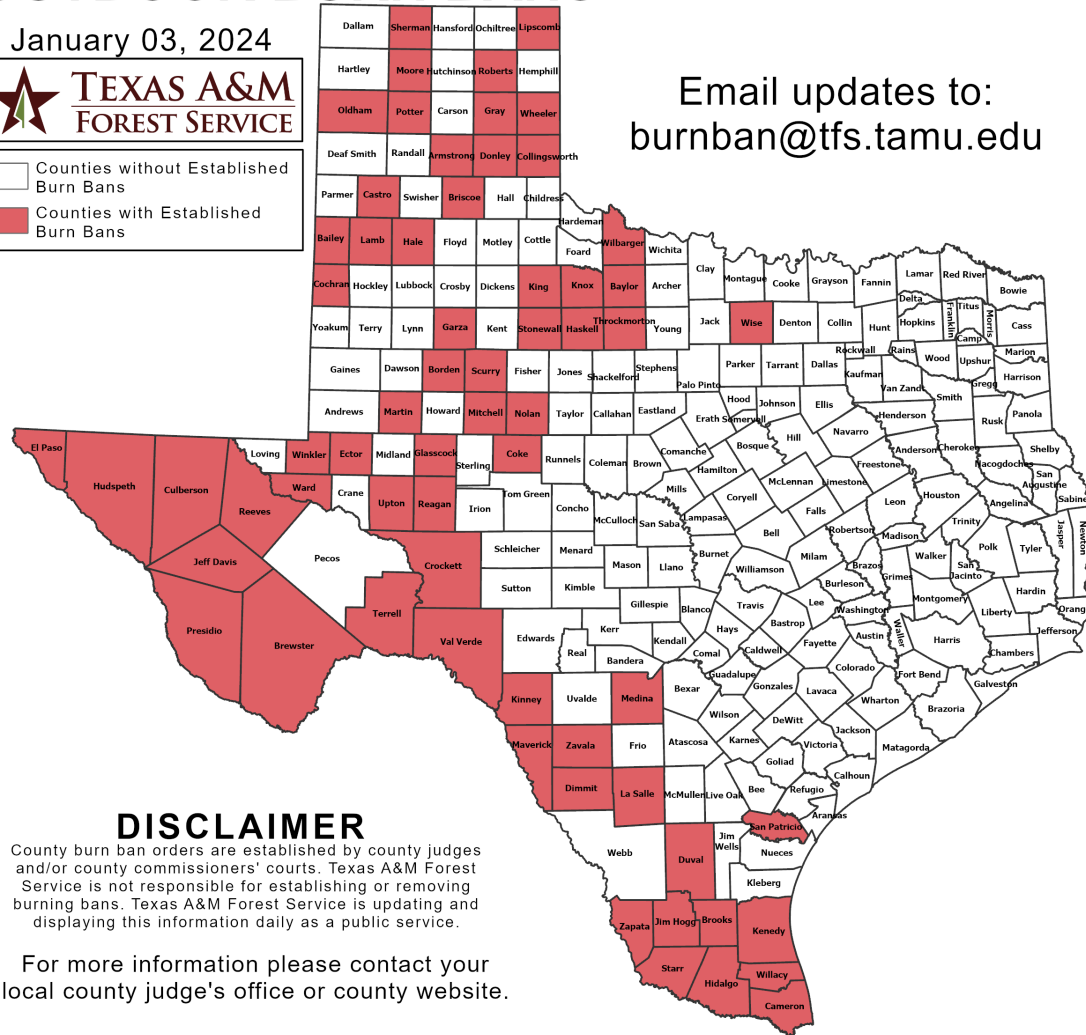 January 03, 2024
TEXAS A&M
FOREST SERVICE
Counties without Established
Burn Bans
Counties with Established
Burn Bans
Email updates to:
burnban@tfs.tamu.edu
Dallam Sherman Hansford Ochiltree Lipscomb
Hartley Moore Hutchinson Roberts Hemphill
Oldham Potter Carson Gray Wheeler
Deaf Smith Randall Armstrong Donley Collingsworth
Parmer Castro Swisher Briscoe Hall Childress
Hardeman
Bailey Lamb Hale Floyd Motley Cottle Foard Wilbarger Wichita
Clay Montague Cooke Grayson Fannin Lamar Red River Bowie
Cochran Hockley Lubbock Crosby Dickens King Knox Baylor Archer
Delta Franklin Titus Morris Cass
Yoakum Terry Lynn Garza Kent Stonewall Haskell Throckmorton Young Jack Wise Denton Collin Hunt Hopkins Camp
Rockwall Rains Wood Upshur Marion
Gaines Dawson Borden Scurry Fisher Jones Shackelford Stephens Palo Pinto Parker Tarrant Dallas Kaufman Van Zandt Gregg Harrison
Smith
Andrews Martin Howard Mitchell Nolan Taylor Callahan Eastland Erath Hood Somervell Johnson Ellis Henderson Rusk Panola
El Paso Hudspeth Culberson Reeves Loving Winkler Ector Midland Glasscock Sterling Coke Runnels Coleman Brown Comanche Hamilton Bosque Hill Navarro Freestone Anderson Cherokee Nacogdoches Shelby
San
Augustine
Sabine
Ward Crane Upton Reagan Irion Tom Green Concho McCulloch San Saba Mills Lampasas Coryell McLennan Limestone Falls Leon Houston Angelina
Trinity Polk Tyler Jasper Newton
Jeff Davis Pecos Crockett Schleicher Menard Mason Llano Burnet Bell Williamson Milam Robertson Brazos Madison Grimes Walker
San
Jacinto
Hardin
Sutton Kimble Gillespie Blanco Travis Lee Burleson Washington Montgomery Liberty Orange
Presidio Brewster Terrell Val Verde Edwards Real Kerr Bandera Kendall Hays Comal Caldwell Bastrop Fayette Austin Waller Harris Chambers Jefferson
Kinney Uvalde Medina Bexar Guadalupe Gonzales Lavaca Colorado Wharton Fort Bend Brazoria Galveston
Maverick Zavala Frio Atascosa Wilson Karnes DeWitt Victoria Jackson Matagorda
Goliad Calhoun
Dimmit La Salle McMullen Live Oak Bee Refugio Aransas
San Patricio
Webb Duval
Jim
Wells
Nueces
Kleberg
Zapata Jim Hogg Brooks Kenedy
Starr Hidalgo Willacy
Cameron
DISCLAIMER
County burn ban orders are established by county judges
and/or county commissioners' courts. Texas A&M Forest
Service is not responsible for establishing or removing
burning bans. Texas A&M Forest Service is updating and
displaying this information daily as a public service.
For more information please contact your
local county judge's office or county website.